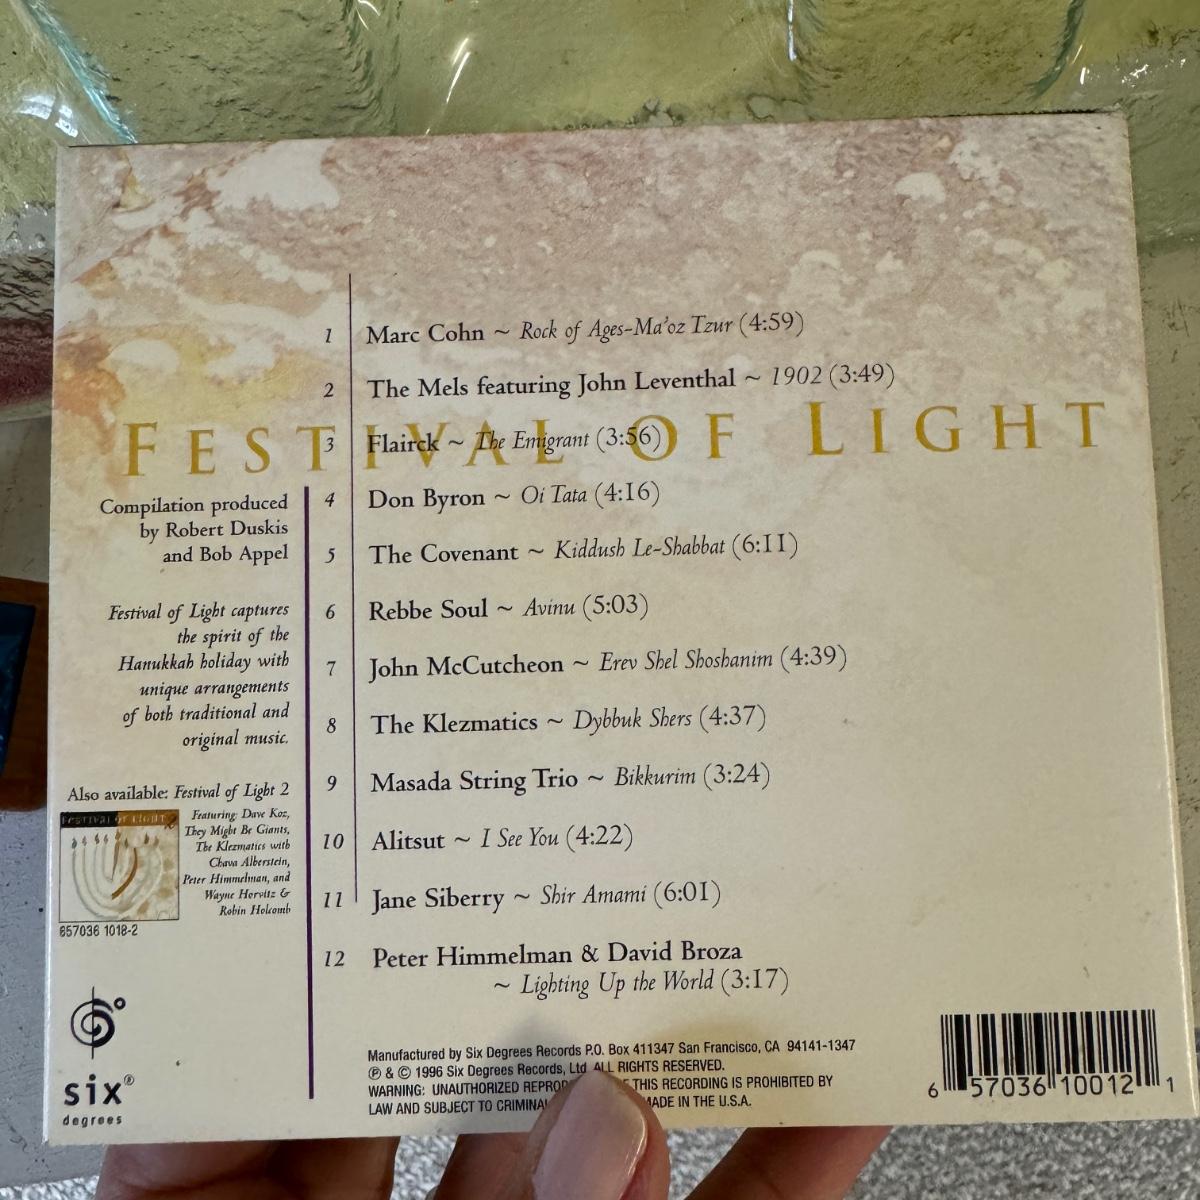 1 Marc Cohn ~ Rock of Ages-Ma'oz Tzur (4:59)
2 The Mels featuring John Leventhal ~ 1902 (3:49)
FESTIVAL OF LIGHT
3 Flairck ~ The Emigrant (3:56)
4 Don Byron ~ Oi Tata (4:16)
5 The Covenant ~ Kiddush Le-Shabbat (6:11)
6 Rebbe Soul ~ Avinu (5:03)
7 John McCutcheon ~ Erev Shel Shoshanim (4:39)
8 The Klezmatics ~ Dybbuk Shers (4:37)
9 Masada String Trio ~ Bikkurim (3:24)
10 Alitsut ~ I See You (4:22)
11 Jane Siberry ~ Shir Amami (6:01)
12 Peter Himmelman & David Broza
~ Lighting Up the World (3:17)
Compilation produced
by Robert Duskis
and Bob Appel
Festival of Light captures
the spirit of the
Hanukkah holiday with
unique arrangements
of both traditional and
original music.
Also available: Festival of Light 2
FESTIVAL OF LIGHT 2
Featuring: Dave Koz,
They Might Be Giants,
The Klezmatics with
Chava Alberstein,
Peter Himmelman, and
Wayne Horvitz &
Robin Holcomb
657036 1018-2
six®
degrees
Manufactured by Six Degrees Records P.O. Box 411347 San Francisco, CA 94141-1347
℗ & © 1996 Six Degrees Records, Ltd. ALL RIGHTS RESERVED.
WARNING: UNAUTHORIZED THIS RECORDING IS PROHIBITED BY
LAW AND SUBJECT TO MADE IN THE U.S.A.
6 57036 10012 1